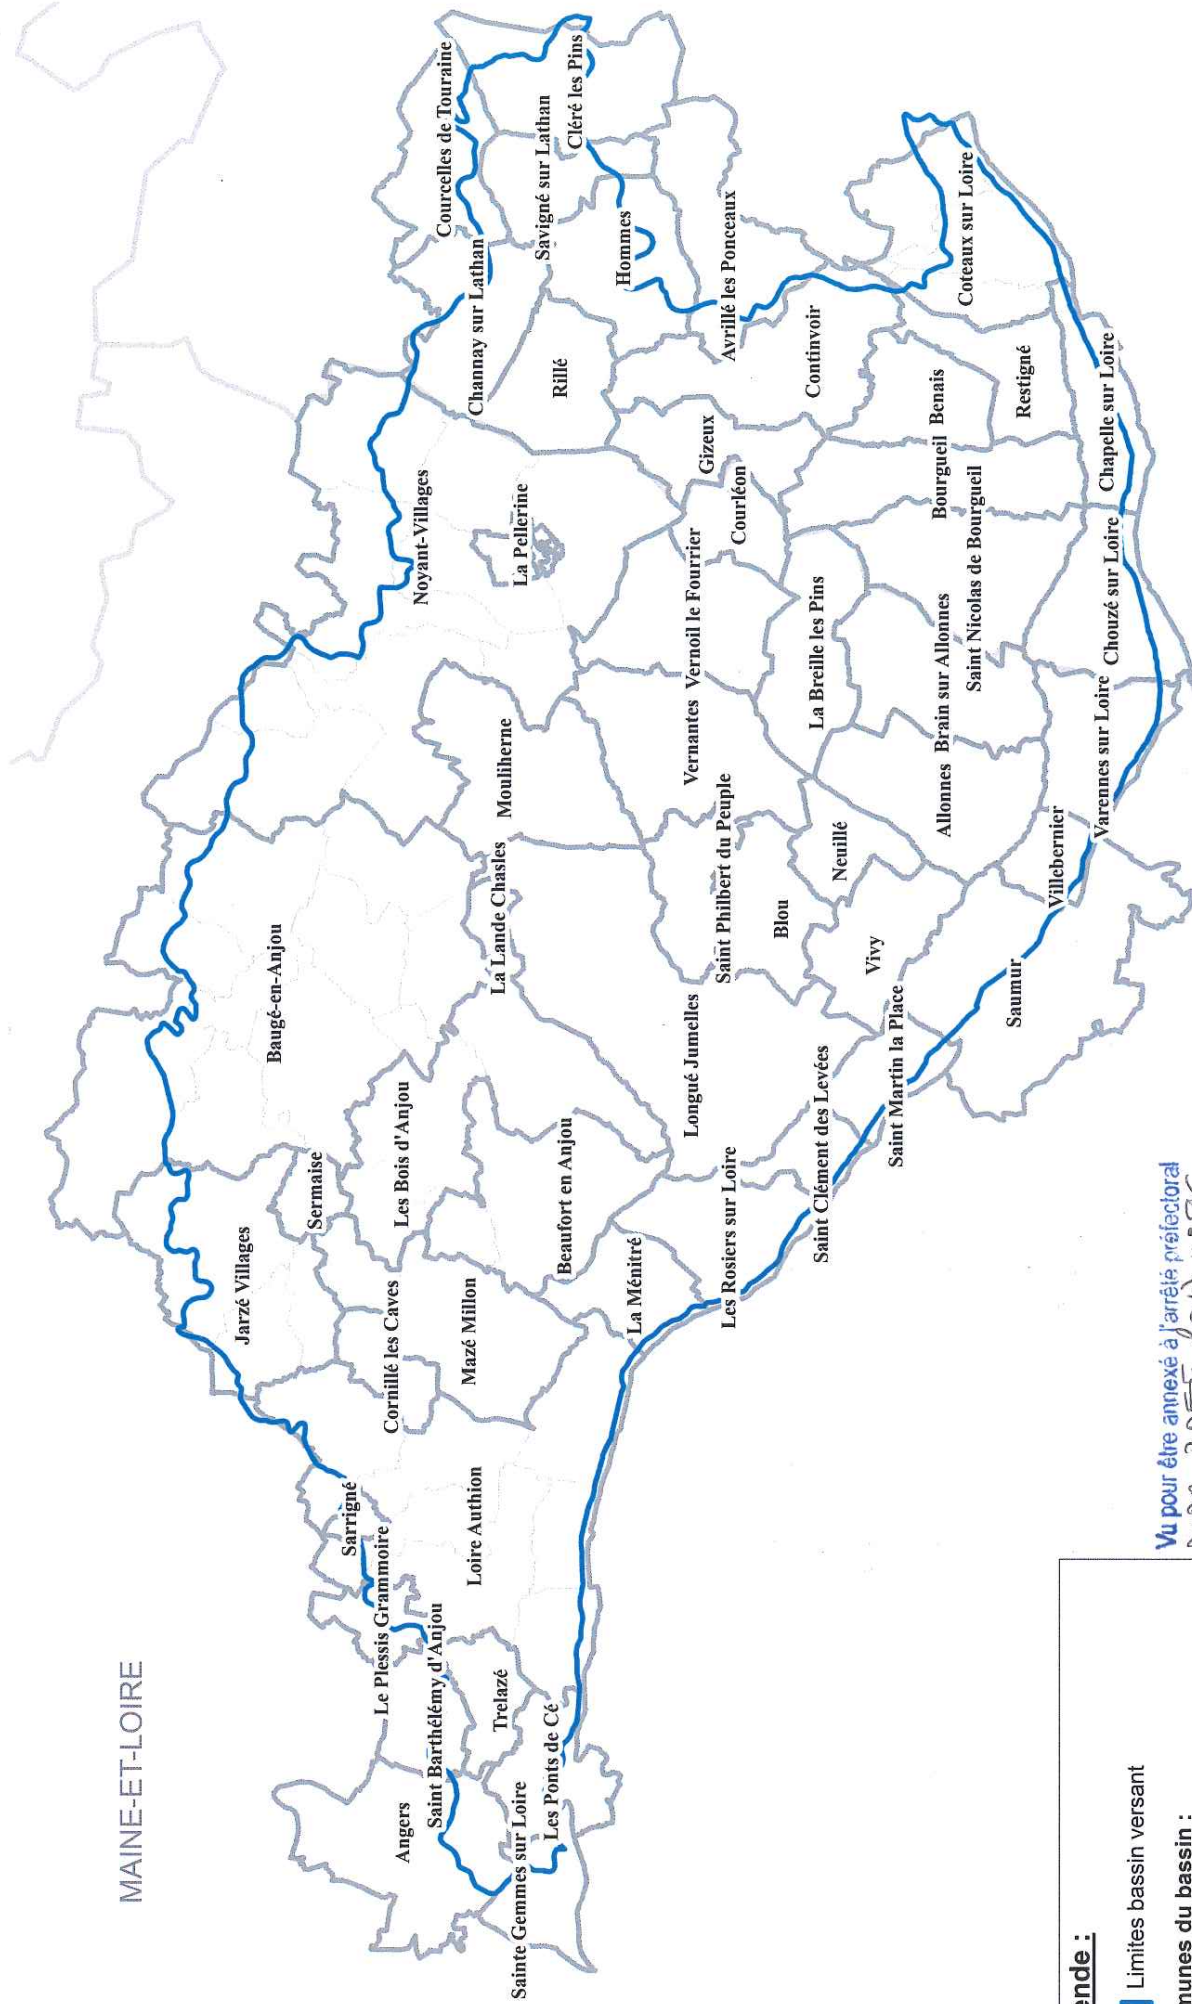 MAINE-ET-LOIRE
Courcelles de Touraine
Cléré les Pins
Savigné sur Lathan
Channay sur Lathan
Hommes
Rillé
Avrillé les Ponceaux
Continvoir
Coteaux sur Loire
Noyant-Villages
La Pellerine
Gizeux
Courléon
Benais
Bourgueil
Restigné
Chapelle sur Loire
Vernoil le Fourrier
Vernantes
La Breille les Pins
Saint Nicolas de Bourgueil
Brain sur Allonnes
Allonnes
Chouzé sur Loire
Varennes sur Loire
Mouliherne
La Lande Chasles
Saint Philbert du Peuple
Blou
Neuillé
Vivy
Villebernier
Saumur
Baugé-en-Anjou
Longué Jumelles
Saint Martin la Place
Saint Clément des Levées
Les Rosiers sur Loire
Jarzé Villages
Sermaise
Les Bois d'Anjou
Beaufort en Anjou
La Ménitré
Cornillé les Caves
Mazé Millon
Sarrigné
Le Plessis Grammoire
Loire Authion
Saint Barthélémy d'Anjou
Trelazé
Angers
Les Ponts de Cé
Sainte Gemmes sur Loire
ende :
Limites bassin versant
munes du bassin :
Vu pour être annexé à l'arrêté préfectoral